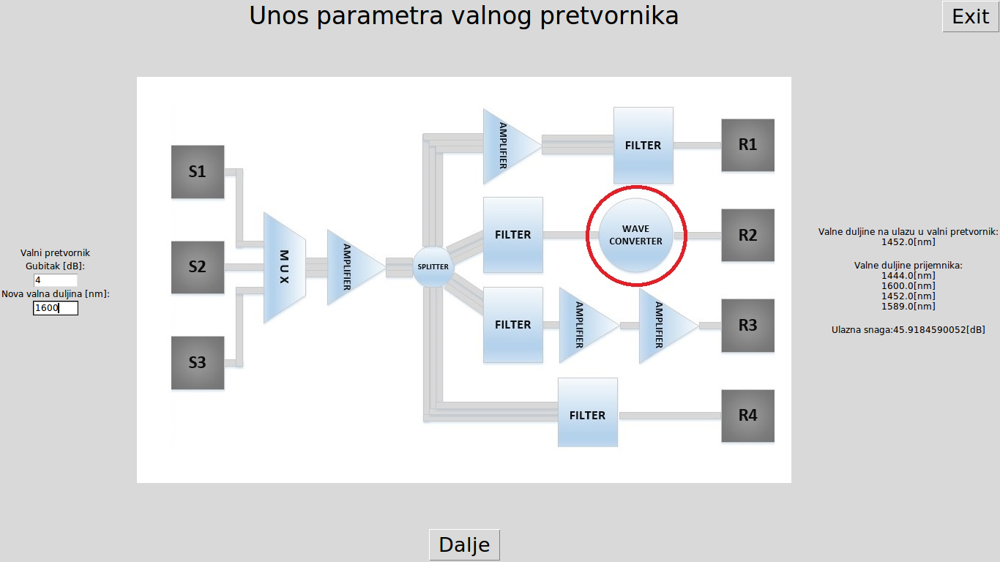 Unos parametra valnog pretvornika
Exit
Valni pretvornik
Gubitak [dB]:
4
Nova valna duljina [nm]:
1600
S1
S2
S3
MUX
AMPLIFIER
SPLITTER
AMPLIFIER
FILTER
R1
FILTER
WAVE
CONVERTER
R2
FILTER
AMPLIFIER
AMPLIFIER
R3
FILTER
R4
Valne duljine na ulazu u valni pretvornik:
1452.0[nm]
Valne duljine prijemnika:
1444.0[nm]
1600.0[nm]
1452.0[nm]
1589.0[nm]
Ulazna snaga:45.9184590052[dB]
Dalje